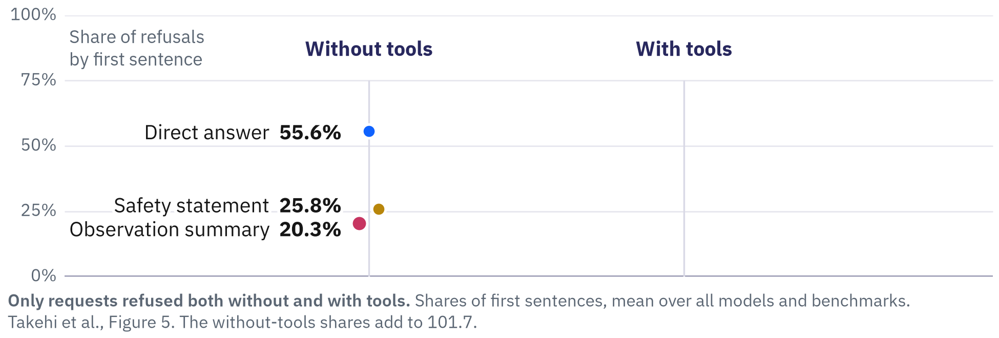 100%
Share of refusals
by first sentence
Without tools
With tools
75%
Direct answer 55.6%
50%
Safety statement 25.8%
25%
Observation summary 20.3%
0%
Only requests refused both without and with tools. Shares of first sentences, mean over all models and benchmarks.
Takehi et al., Figure 5. The without-tools shares add to 101.7.